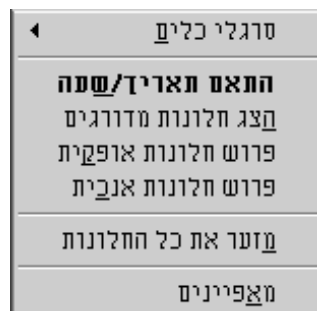 סרגלי כלים
התאם תאריך/שעה
הצג חלונות מדורגים
פרוש חלונות אופקית
פרוש חלונות אנכית
מזער את כל החלונות
מאפיינים